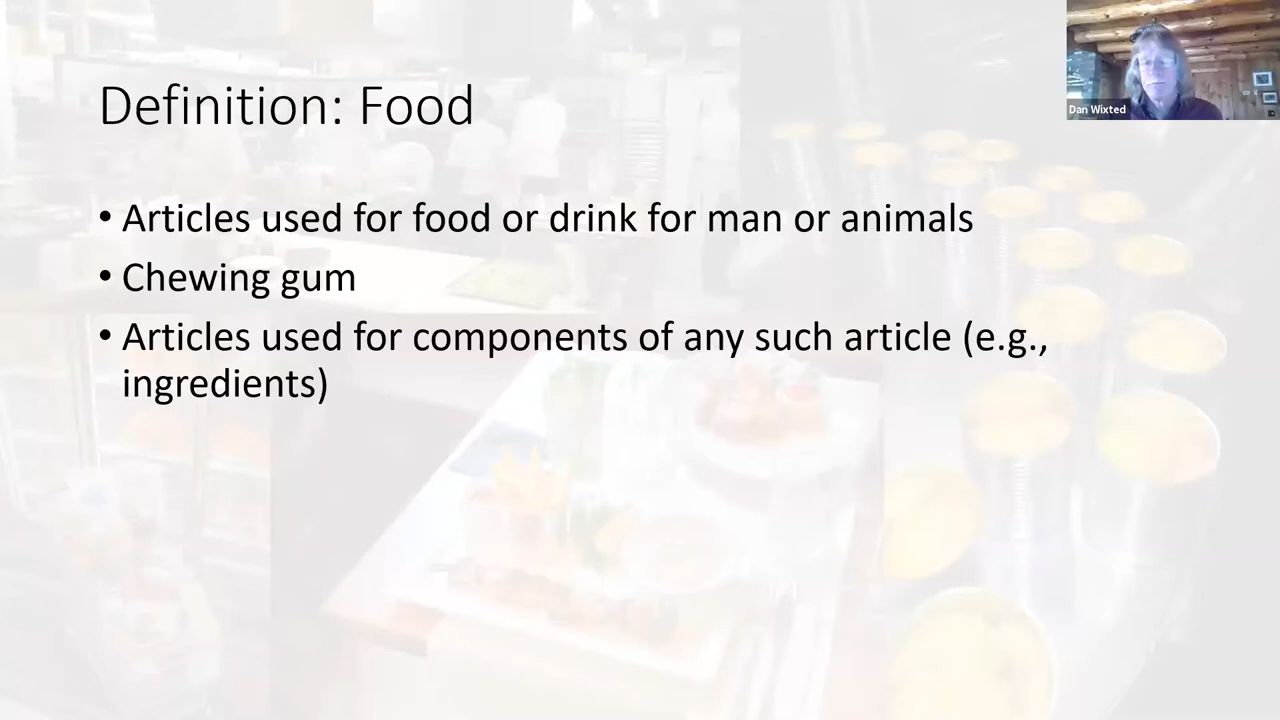 Definition: Food
Dan Wixted
• Articles used for food or drink for man or animals
• Chewing gum
• Articles used for components of any such article (e.g.,
ingredients)